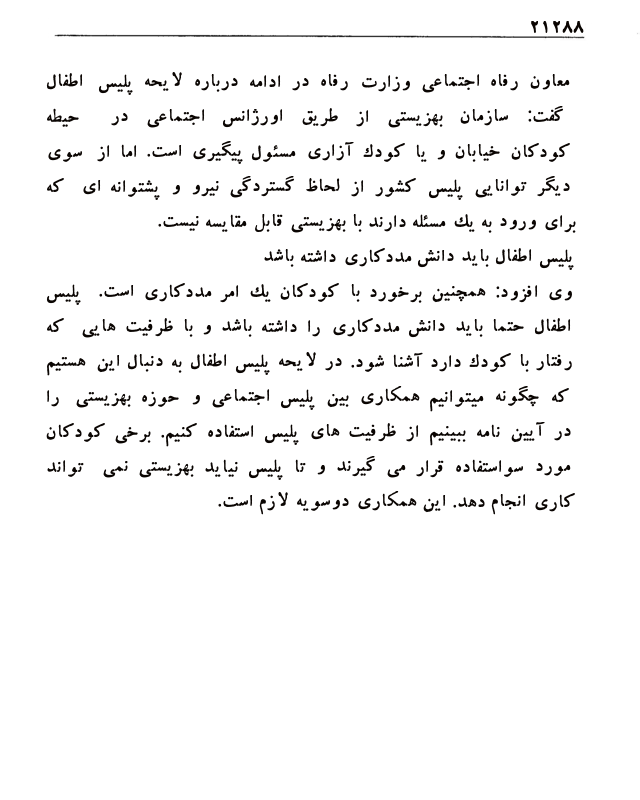 ۲۱۲۸۸
معاون رفاه اجتماعی وزارت رفاه در ادامه درباره لایحه پلیس اطفال
گفت: سازمان بهزیستی از طریق اورژانس اجتماعی در حیطه
کودکان خیابان و یا کودك آزاری مسئول پیگیری است. اما از سوی
دیگر توانایی پلیس کشور از لحاظ گستردگی نیرو و پشتوانه ای که
برای ورود به یك مسئله دارند با بهزیستی قابل مقایسه نیست.
پلیس اطفال باید دانش مددکاری داشته باشد
وی افزود: همچنین برخورد با کودکان یك امر مددکاری است. پلیس
اطفال حتما باید دانش مددکاری را داشته باشد و با ظرفیت هایی که
رفتار با کودك دارد آشنا شود. در لایحه پلیس اطفال به دنبال این هستیم
که چگونه میتوانیم همکاری بین پلیس اجتماعی و حوزه بهزیستی را
در آیین نامه ببینیم از ظرفیت های پلیس استفاده کنیم. برخی کودکان
مورد سواستفاده قرار می گیرند و تا پلیس نیاید بهزیستی نمی تواند
کاری انجام دهد. این همکاری دوسویه لازم است.